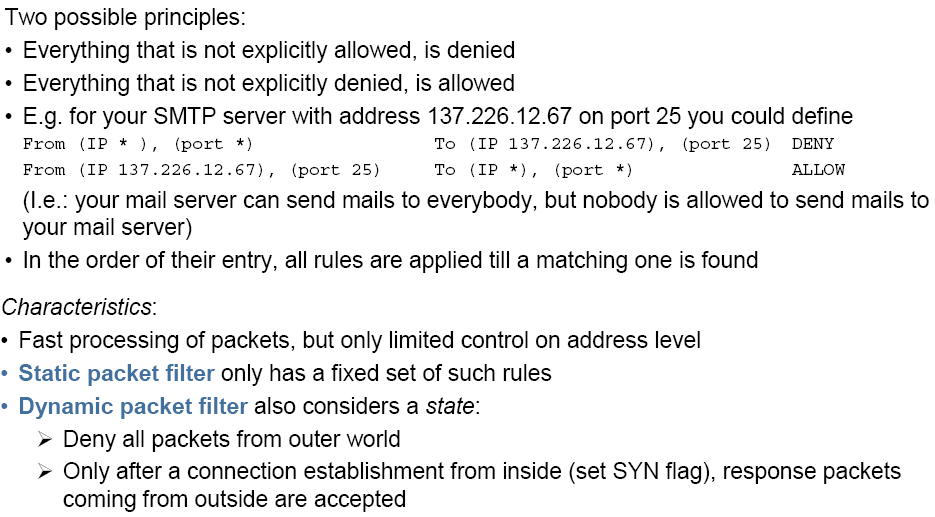 Two possible principles:
• Everything that is not explicitly allowed, is denied
• Everything that is not explicitly denied, is allowed
• E.g. for your SMTP server with address 137.226.12.67 on port 25 you could define
From (IP * ), (port *) To (IP 137.226.12.67), (port 25) DENY
From (IP 137.226.12.67), (port 25) To (IP *), (port *) ALLOW
(I.e.: your mail server can send mails to everybody, but nobody is allowed to send mails to
your mail server)
• In the order of their entry, all rules are applied till a matching one is found
Characteristics:
• Fast processing of packets, but only limited control on address level
• Static packet filter only has a fixed set of such rules
• Dynamic packet filter also considers a state:
➢ Deny all packets from outer world
➢ Only after a connection establishment from inside (set SYN flag), response packets
coming from outside are accepted